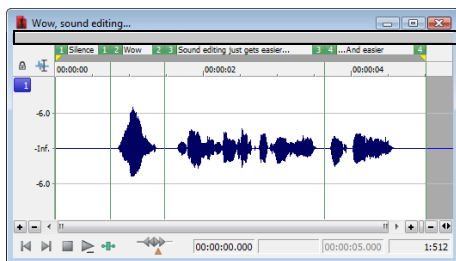 Wow, sound editing...
1 Silence 1 2 Wow 2 3 Sound editing just gets easier... 3 4 ...And easier 4
00:00:00 00:00:02 00:00:04
1
-6.0
-Inf.
-6.0
00:00:00.000 00:00:05.000 1:512